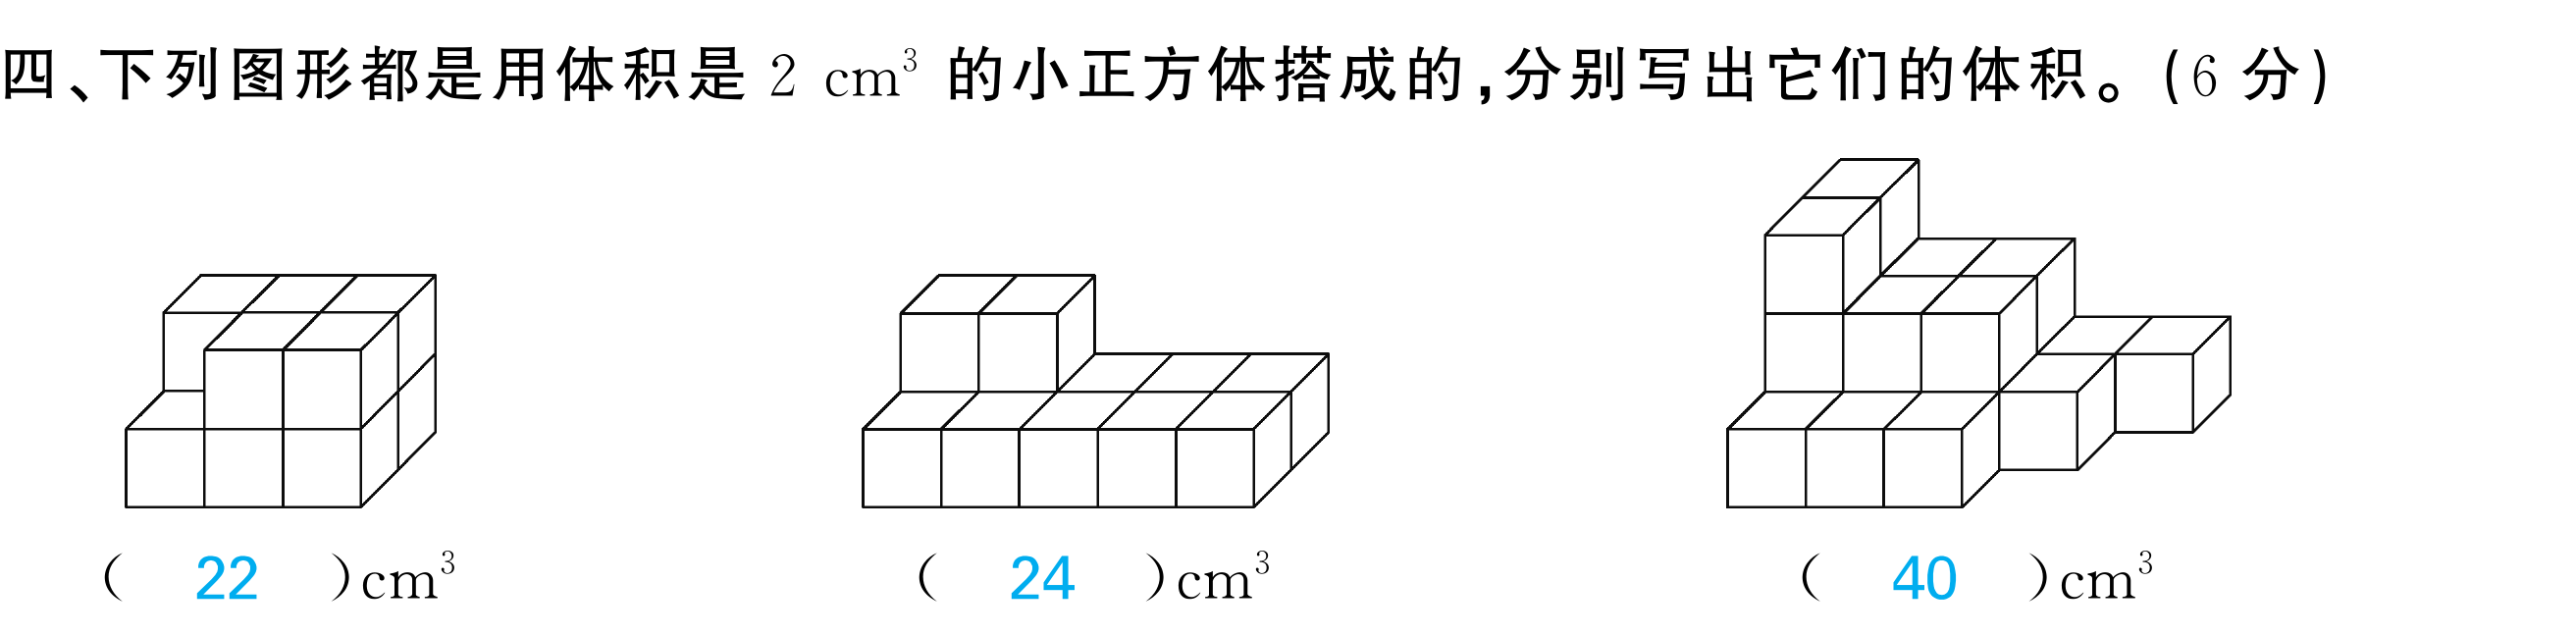 四、下列图形都是用体积是 2 cm³ 的小正方体搭成的,分别写出它们的体积。(6 分)
( 22 )cm³ ( 24 )cm³ ( 40 )cm³